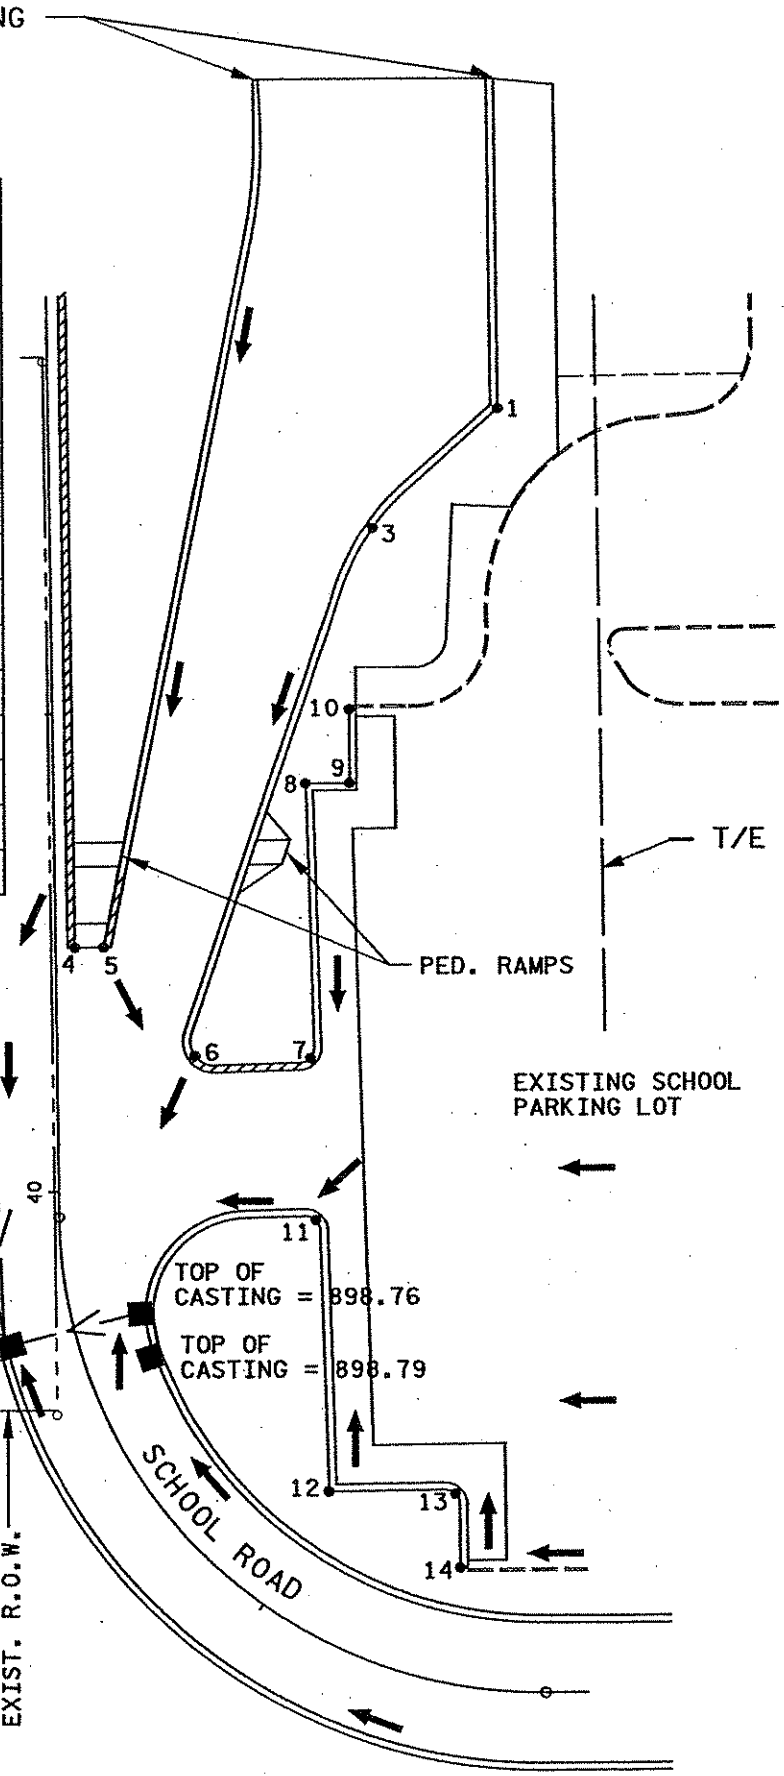 NG
1
3
10
9
8
T/E
4
5
PED. RAMPS
6
7
EXISTING SCHOOL
PARKING LOT
40
11
TOP OF
CASTING = 898.76
TOP OF
CASTING = 898.79
12
13
14
SCHOOL ROAD
EXIST. R.O.W.